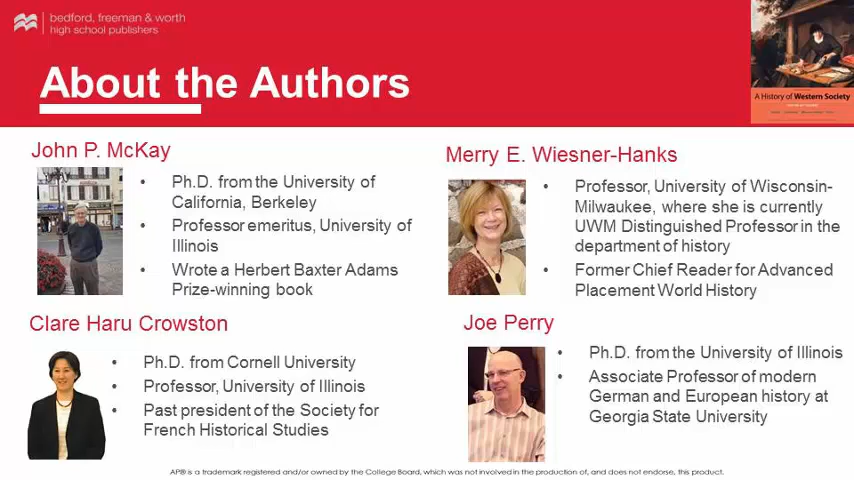 bedford, freeman & worth
high school publishers
About the Authors
A History of Western Society
John P. McKay
• Ph.D. from the University of
California, Berkeley
• Professor emeritus, University of
Illinois
• Wrote a Herbert Baxter Adams
Prize-winning book
Merry E. Wiesner-Hanks
• Professor, University of Wisconsin-
Milwaukee, where she is currently
UWM Distinguished Professor in the
department of history
• Former Chief Reader for Advanced
Placement World History
Clare Haru Crowston
• Ph.D. from Cornell University
• Professor, University of Illinois
• Past president of the Society for
French Historical Studies
Joe Perry
• Ph.D. from the University of Illinois
• Associate Professor of modern
German and European history at
Georgia State University
AP® is a trademark registered and/or owned by the College Board, which was not involved in the production of, and does not endorse, this product.